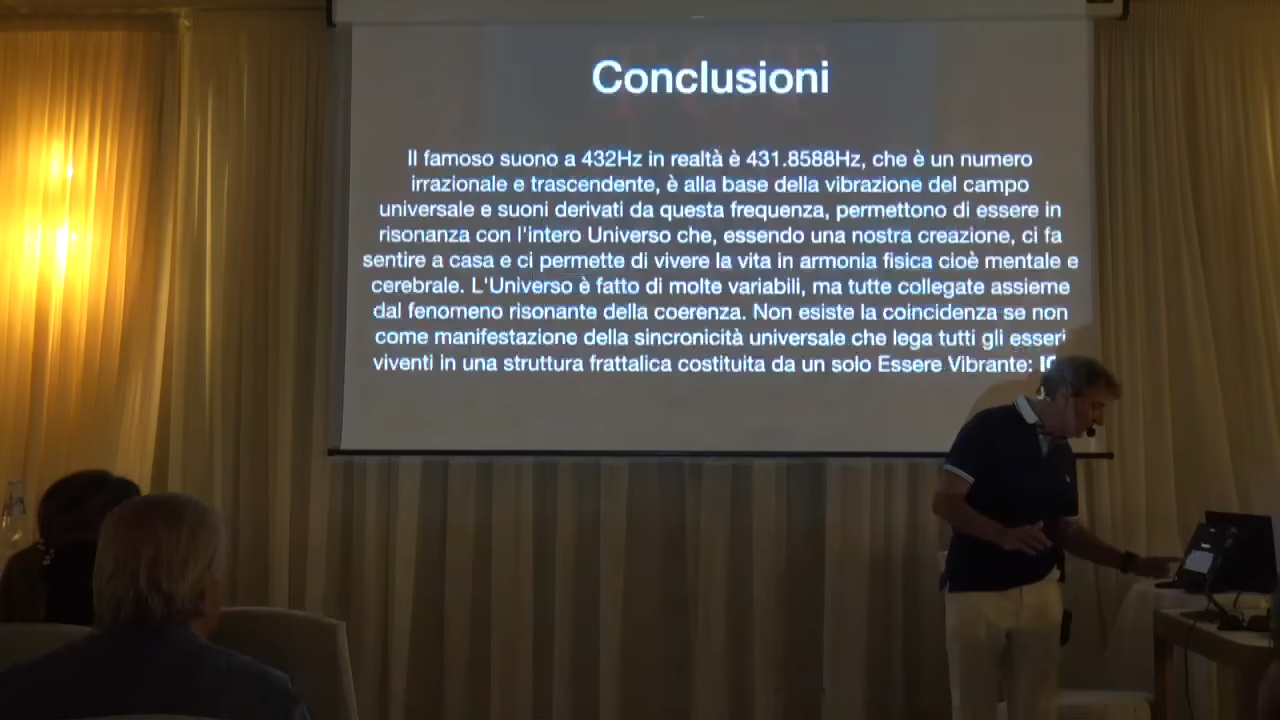 Conclusioni
Il famoso suono a 432Hz in realtà è 431.8588Hz, che è un numero
irrazionale e trascendente, è alla base della vibrazione del campo
universale e suoni derivati da questa frequenza, permettono di essere in
risonanza con l'intero Universo che, essendo una nostra creazione, ci fa
sentire a casa e ci permette di vivere la vita in armonia fisica cioè mentale e
cerebrale. L'Universo è fatto di molte variabili, ma tutte collegate assieme
dal fenomeno risonante della coerenza. Non esiste la coincidenza se non
come manifestazione della sincronicità universale che lega tutti gli esseri
viventi in una struttura frattalica costituita da un solo Essere Vibrante: